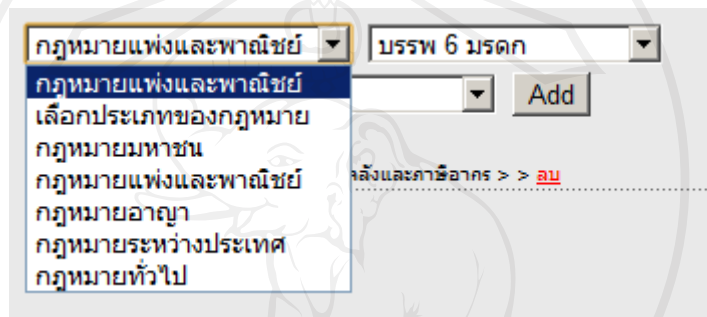 กฎหมายแพ่งและพาณิชย์ บรรพ 6 มรดก
กฎหมายแพ่งและพาณิชย์
เลือกประเภทของกฎหมาย Add
กฎหมายมหาชน
กฎหมายแพ่งและพาณิชย์ คลังและภาษีอากร > > ลบ
กฎหมายอาญา
กฎหมายระหว่างประเทศ
กฎหมายทั่วไป